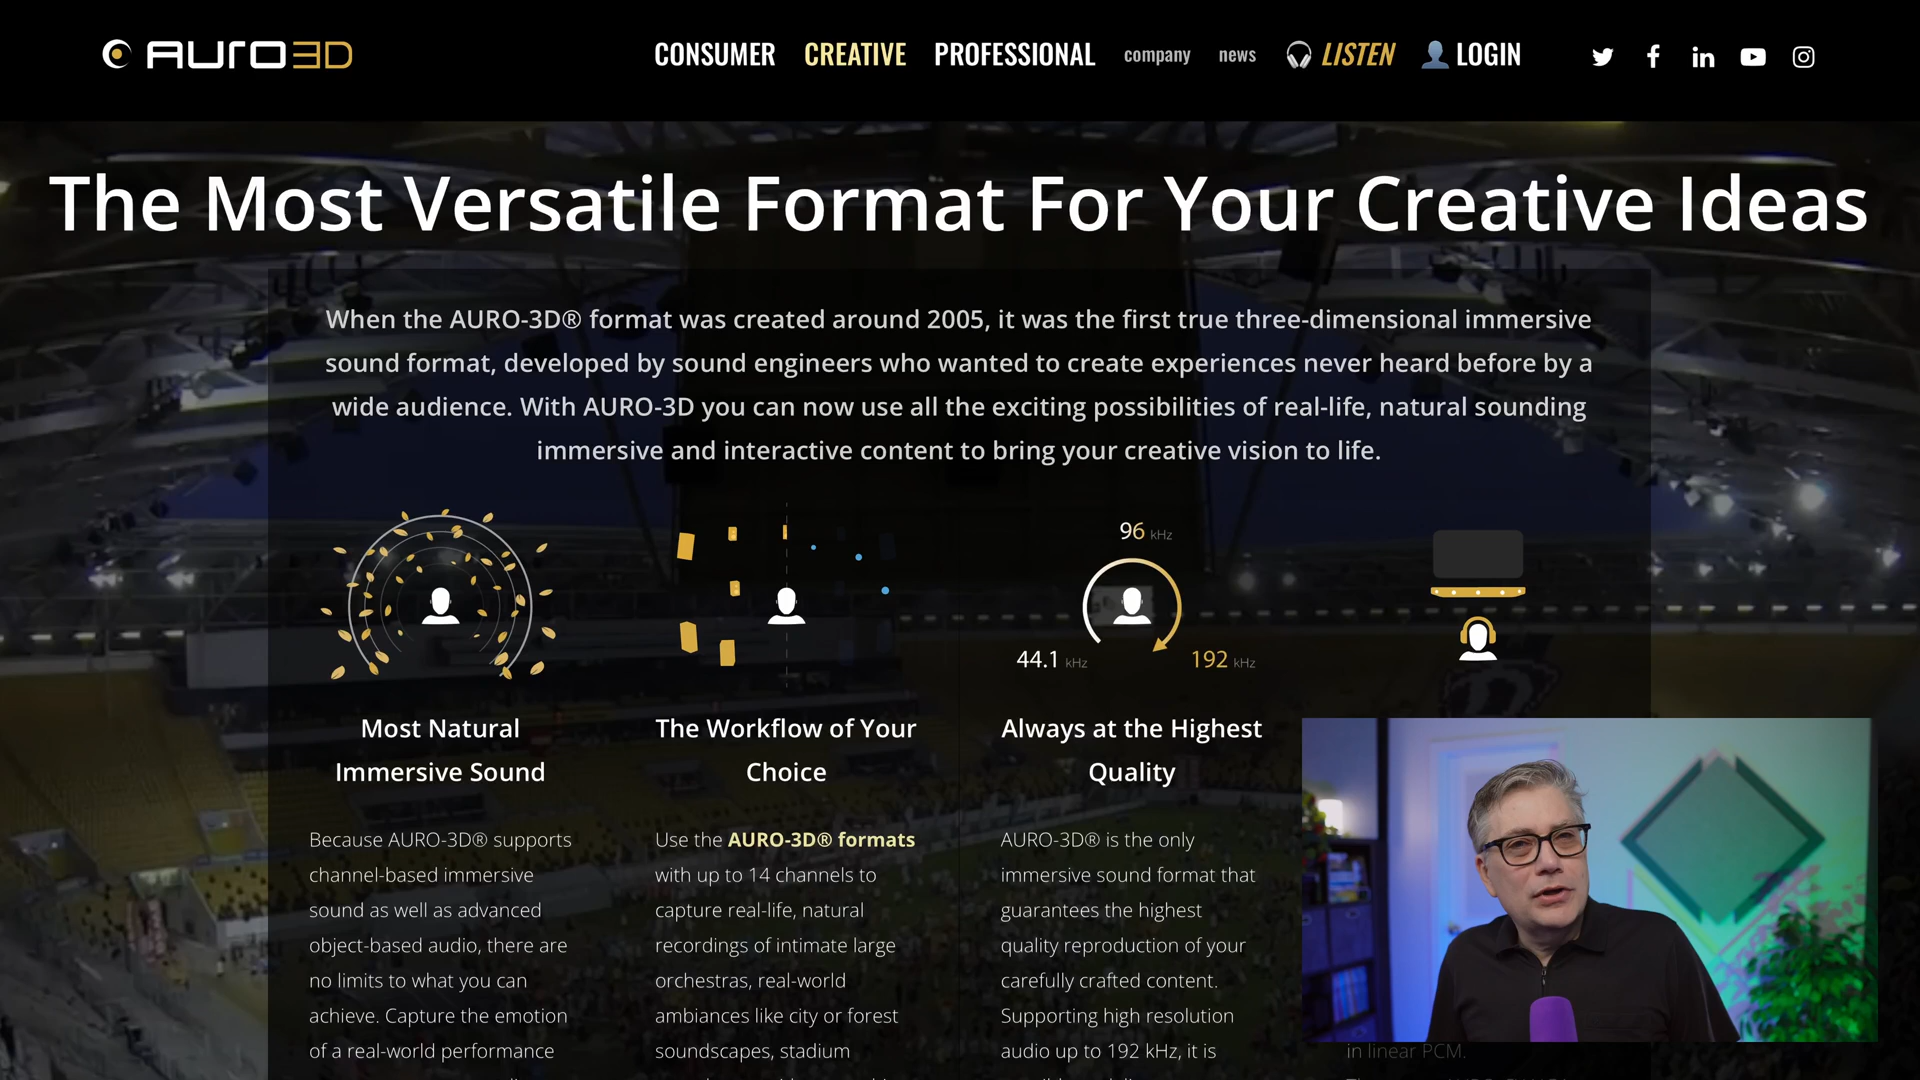 AURO3D
CONSUMER CREATIVE PROFESSIONAL company news LISTEN LOGIN
The Most Versatile Format For Your Creative Ideas
When the AURO-3D® format was created around 2005, it was the first true three-dimensional immersive
sound format, developed by sound engineers who wanted to create experiences never heard before by a
wide audience. With AURO-3D you can now use all the exciting possibilities of real-life, natural sounding
immersive and interactive content to bring your creative vision to life.
96 kHz
44.1 kHz
192 kHz
Most Natural
Immersive Sound
Because AURO-3D® supports
channel-based immersive
sound as well as advanced
object-based audio, there are
no limits to what you can
achieve. Capture the emotion
of a real-world performance
The Workflow of Your
Choice
Use the AURO-3D® formats
with up to 14 channels to
capture real-life, natural
recordings of intimate large
orchestras, real-world
ambiances like city or forest
soundscapes, stadium
Always at the Highest
Quality
AURO-3D® is the only
immersive sound format that
guarantees the highest
quality reproduction of your
carefully crafted content.
Supporting high resolution
audio up to 192 kHz, it is
in linear PCM.